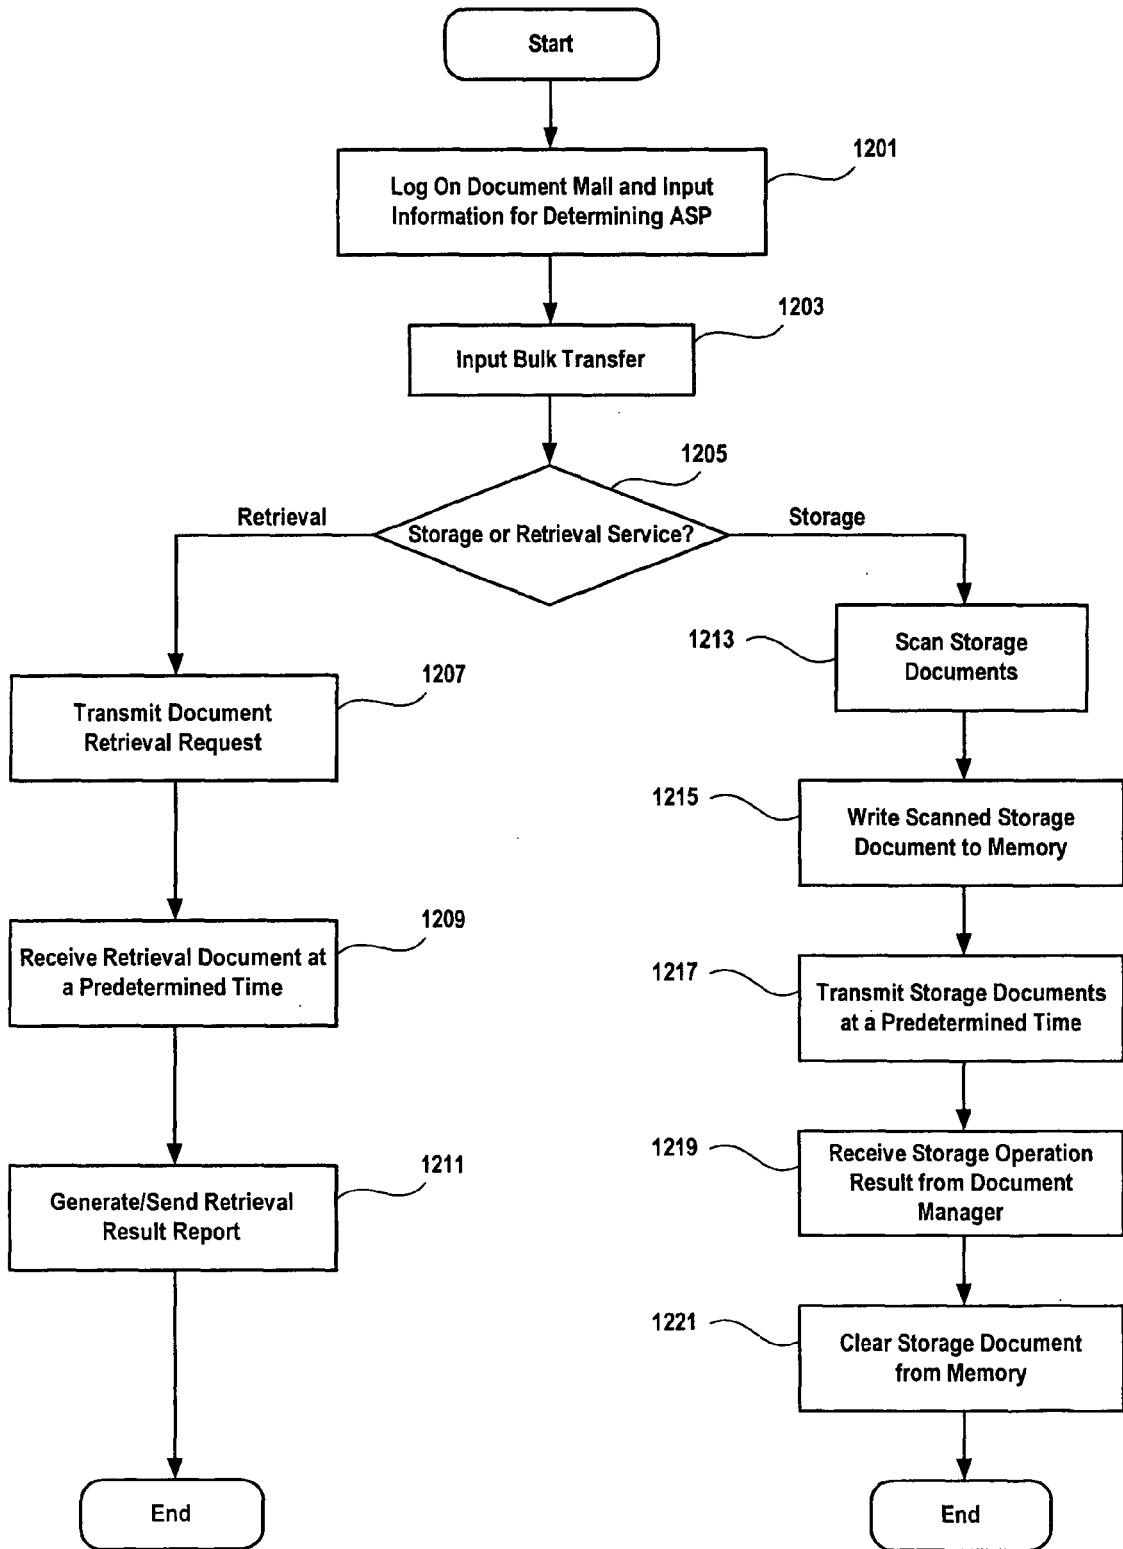 Start
1201
Log On Document Mall and Input
Information for Determining ASP
1203
Input Bulk Transfer
1205
Retrieval
Storage or Retrieval Service?
Storage
1207
Transmit Document
Retrieval Request
1209
Receive Retrieval Document at
a Predetermined Time
1211
Generate/Send Retrieval
Result Report
End
1213
Scan Storage
Documents
1215
Write Scanned Storage
Document to Memory
1217
Transmit Storage Documents
at a Predetermined Time
1219
Receive Storage Operation
Result from Document
Manager
1221
Clear Storage Document
from Memory
End